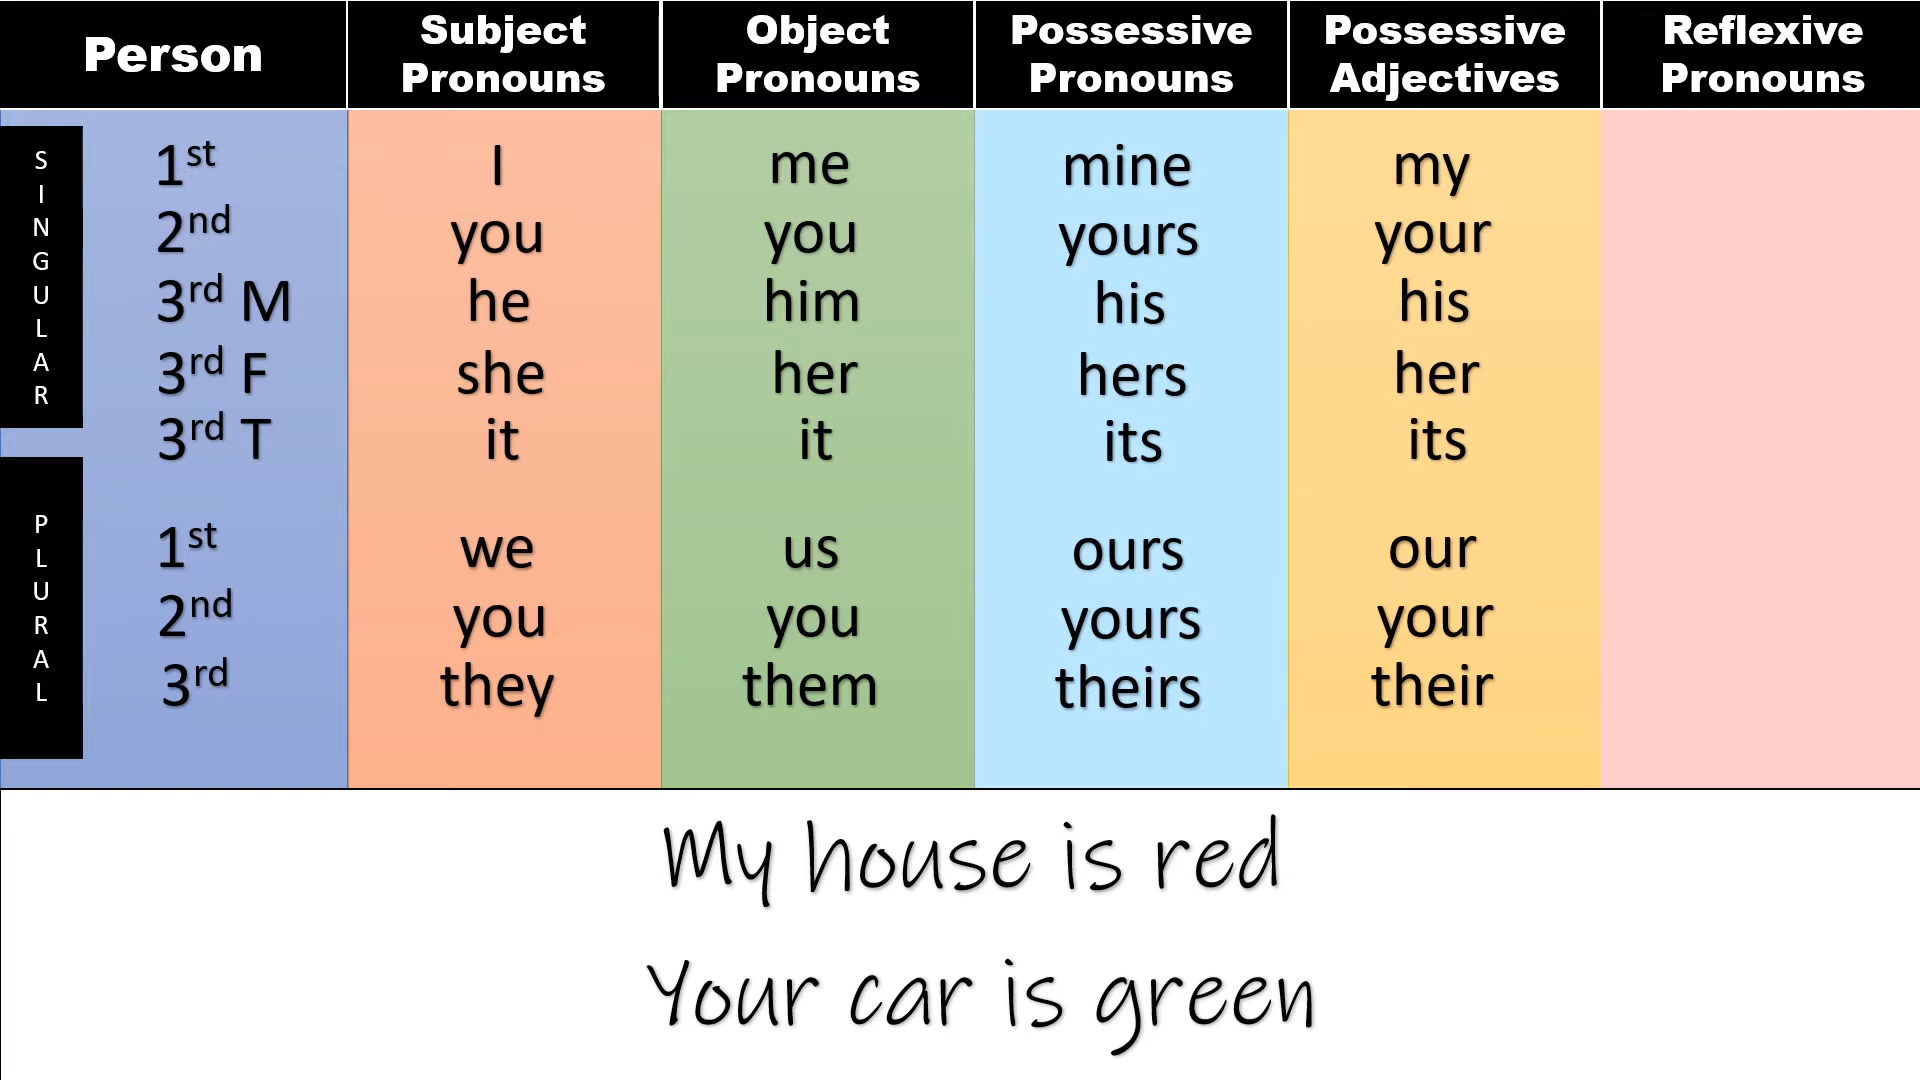 Person Subject Pronouns Object Pronouns Possessive Pronouns Possessive Adjectives Reflexive Pronouns
SINGULAR
1st I me mine my
2nd you you yours your
3rd M he him his his
3rd F she her hers her
3rd T it it its its
PLURAL
1st we us ours our
2nd you you yours your
3rd they them theirs their
My house is red
Your car is green